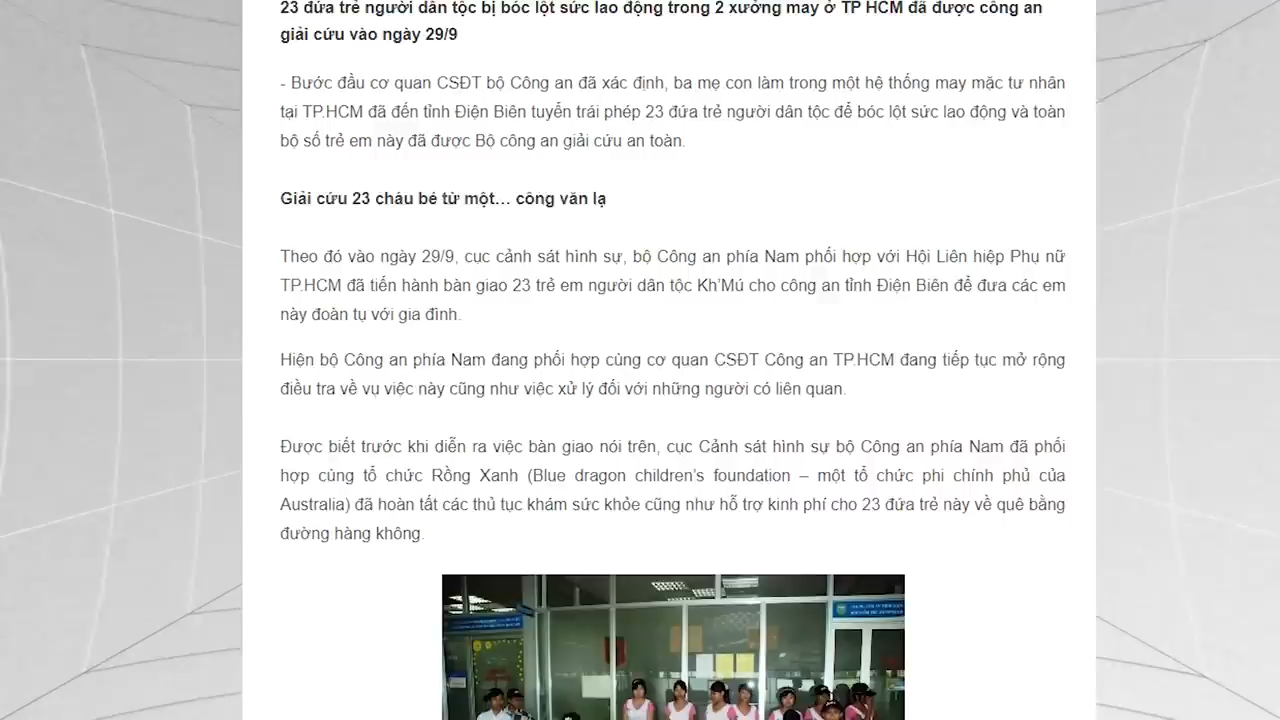 23 đứa trẻ người dân tộc bị bóc lột sức lao động trong 2 xưởng may ở TP HCM đã được công an
giải cứu vào ngày 29/9
- Bước đầu cơ quan CSĐT bộ Công an đã xác định, ba mẹ con làm trong một hệ thống may mặc tư nhân
tại TP.HCM đã đến tỉnh Điện Biên tuyển trái phép 23 đứa trẻ người dân tộc để bóc lột sức lao động và toàn
bộ số trẻ em này đã được Bộ công an giải cứu an toàn.
Giải cứu 23 cháu bé từ một... công văn lạ
Theo đó vào ngày 29/9, cục cảnh sát hình sự, bộ Công an phía Nam phối hợp với Hội Liên hiệp Phụ nữ
TP.HCM đã tiến hành bàn giao 23 trẻ em người dân tộc Kh'Mú cho công an tỉnh Điện Biên để đưa các em
này đoàn tụ với gia đình.
Hiện bộ Công an phía Nam đang phối hợp cùng cơ quan CSĐT Công an TP.HCM đang tiếp tục mở rộng
điều tra về vụ việc này cũng như việc xử lý đối với những người có liên quan.
Được biết trước khi diễn ra việc bàn giao nói trên, cục Cảnh sát hình sự bộ Công an phía Nam đã phối
hợp cùng tổ chức Rồng Xanh (Blue dragon children's foundation – một tổ chức phi chính phủ của
Australia) đã hoàn tất các thủ tục khám sức khỏe cũng như hỗ trợ kinh phí cho 23 đứa trẻ này về quê bằng
đường hàng không.